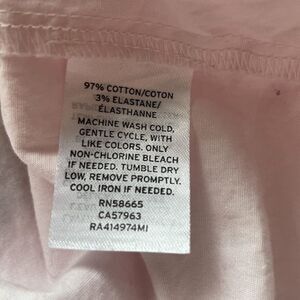 97% COTTON/COTON
3% ELASTANE/
ÉLASTHANNE
MACHINE WASH COLD,
GENTLE CYCLE, WITH
LIKE COLORS. ONLY
NON-CHLORINE BLEACH
IF NEEDED. TUMBLE DRY
LOW, REMOVE PROMPTLY.
COOL IRON IF NEEDED.
RN58665
CA57963
RA414974MI